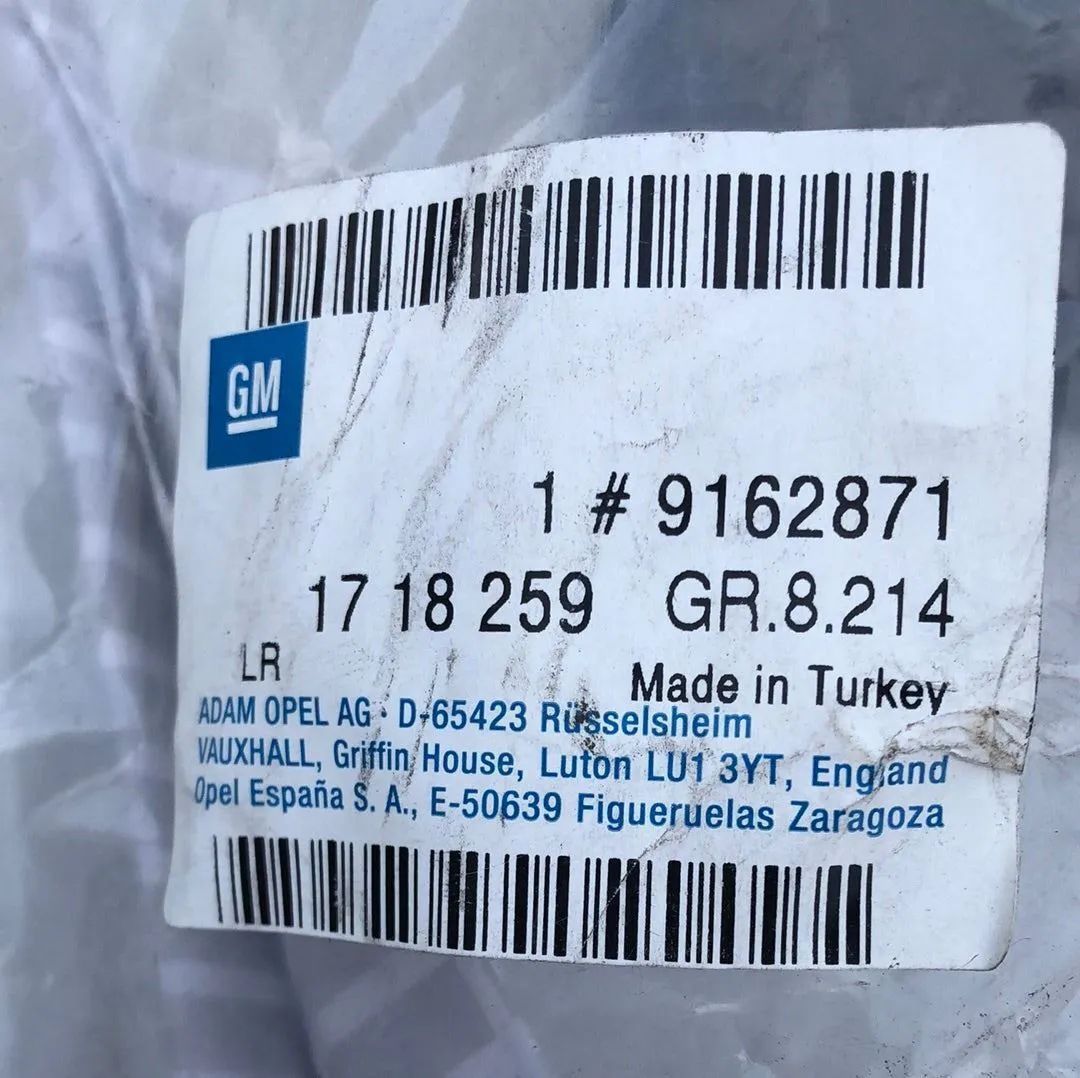 GM
1 # 9162871
17 18 259 GR.8.214
LR
Made in Turkey
ADAM OPEL AG · D-65423 Rüsselsheim
VAUXHALL, Griffin House, Luton LU1 3YT, England
Opel España S. A., E-50639 Figueruelas Zaragoza